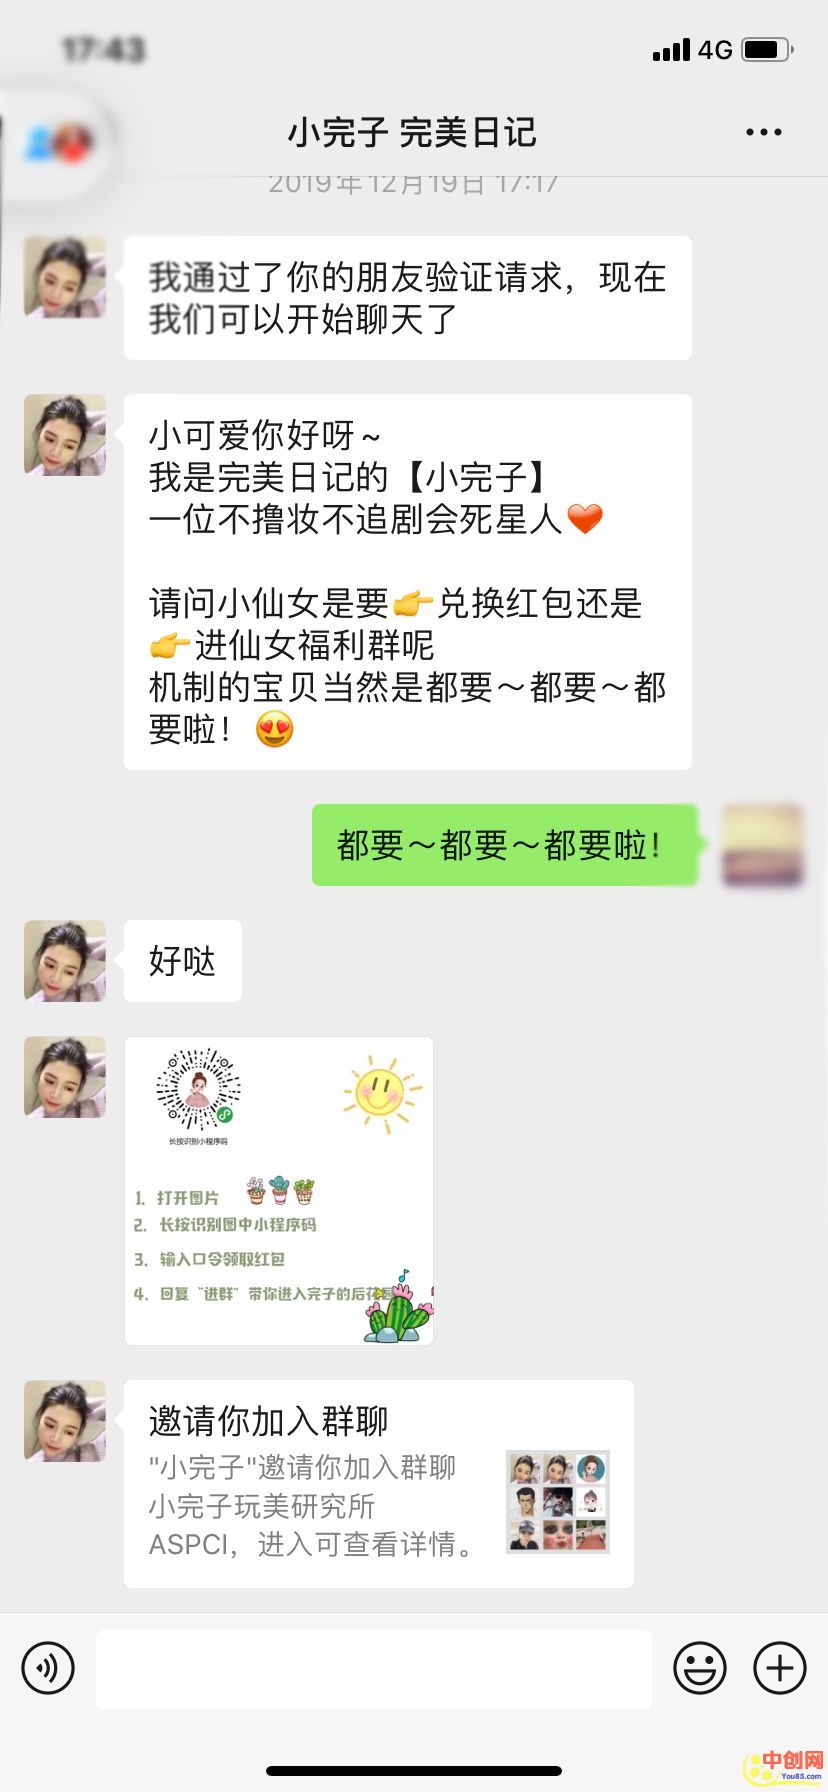 17:43
4G
小完子 完美日记
2019年12月19日 17:17
我通过了你的朋友验证请求，现在
我们可以开始聊天了
小可爱你好呀～
我是完美日记的【小完子】
一位不撸妆不追剧会死星人❤️
请问小仙女是要👉兑换红包还是
👉进仙女福利群呢
机制的宝贝当然是都要～都要～都
要啦！😍
都要～都要～都要啦！
好哒
长按识别小程序码
1. 打开图片
2. 长按识别图中小程序码
3. 输入口令领取红包
4. 回复“进群”带你进入完子的后花园
邀请你加入群聊
"小完子"邀请你加入群聊
小完子玩美研究所
ASPCI，进入可查看详情。
中创网
You85.com